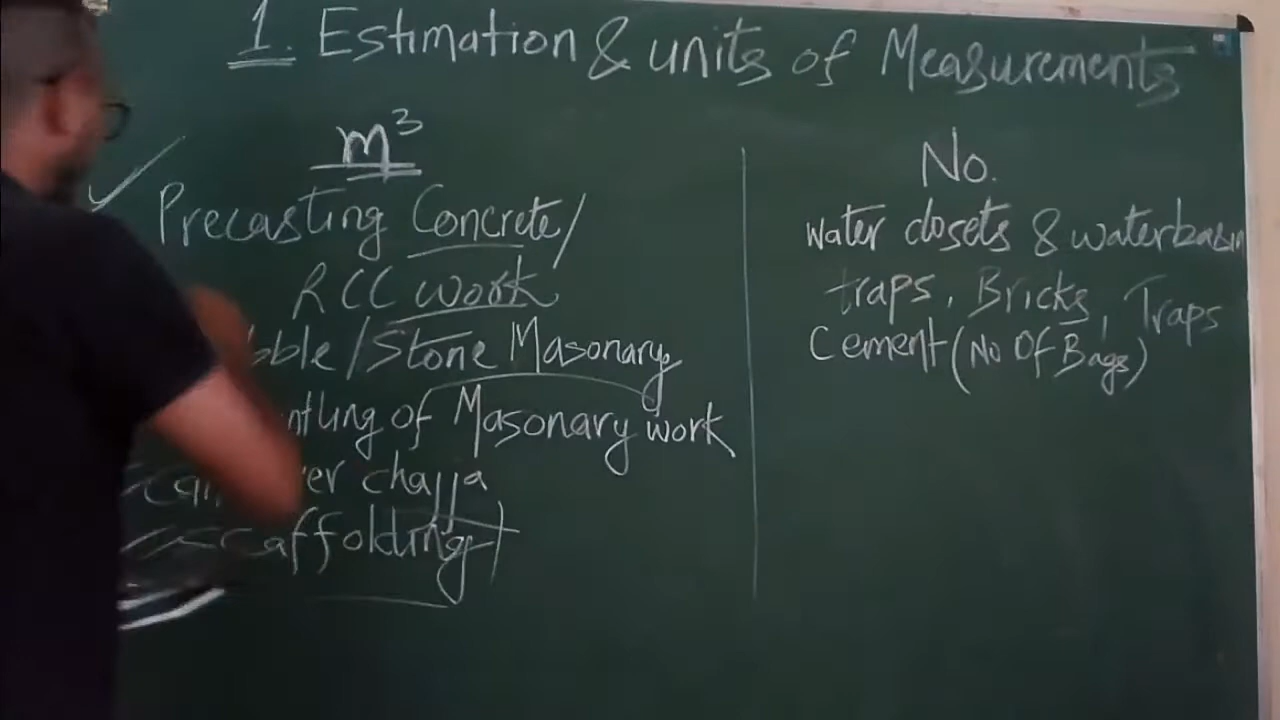 1. Estimation & units of Measurements
m³
Precasting Concrete/
RCC work
/Stone Masonary
of Masonary work
chajja
Scaffolding
No.
water closets & waterbasin
traps, Bricks, Traps
Cement (No Of Bags)